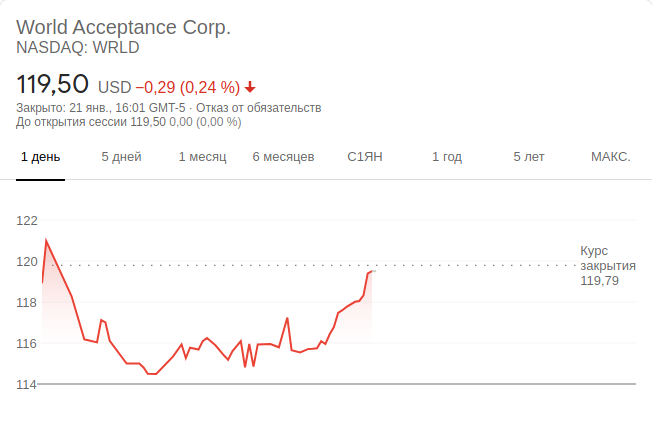 World Acceptance Corp.
NASDAQ: WRLD
119,50 USD −0,29 (0,24 %)
Закрыто: 21 янв., 16:01 GMT-5 · Отказ от обязательств
До открытия сессии 119,50 0,00 (0,00 %)
1 день 5 дней 1 месяц 6 месяцев С1ЯН 1 год 5 лет МАКС.
122
120
118
116
114
Курс
закрытия
119,79